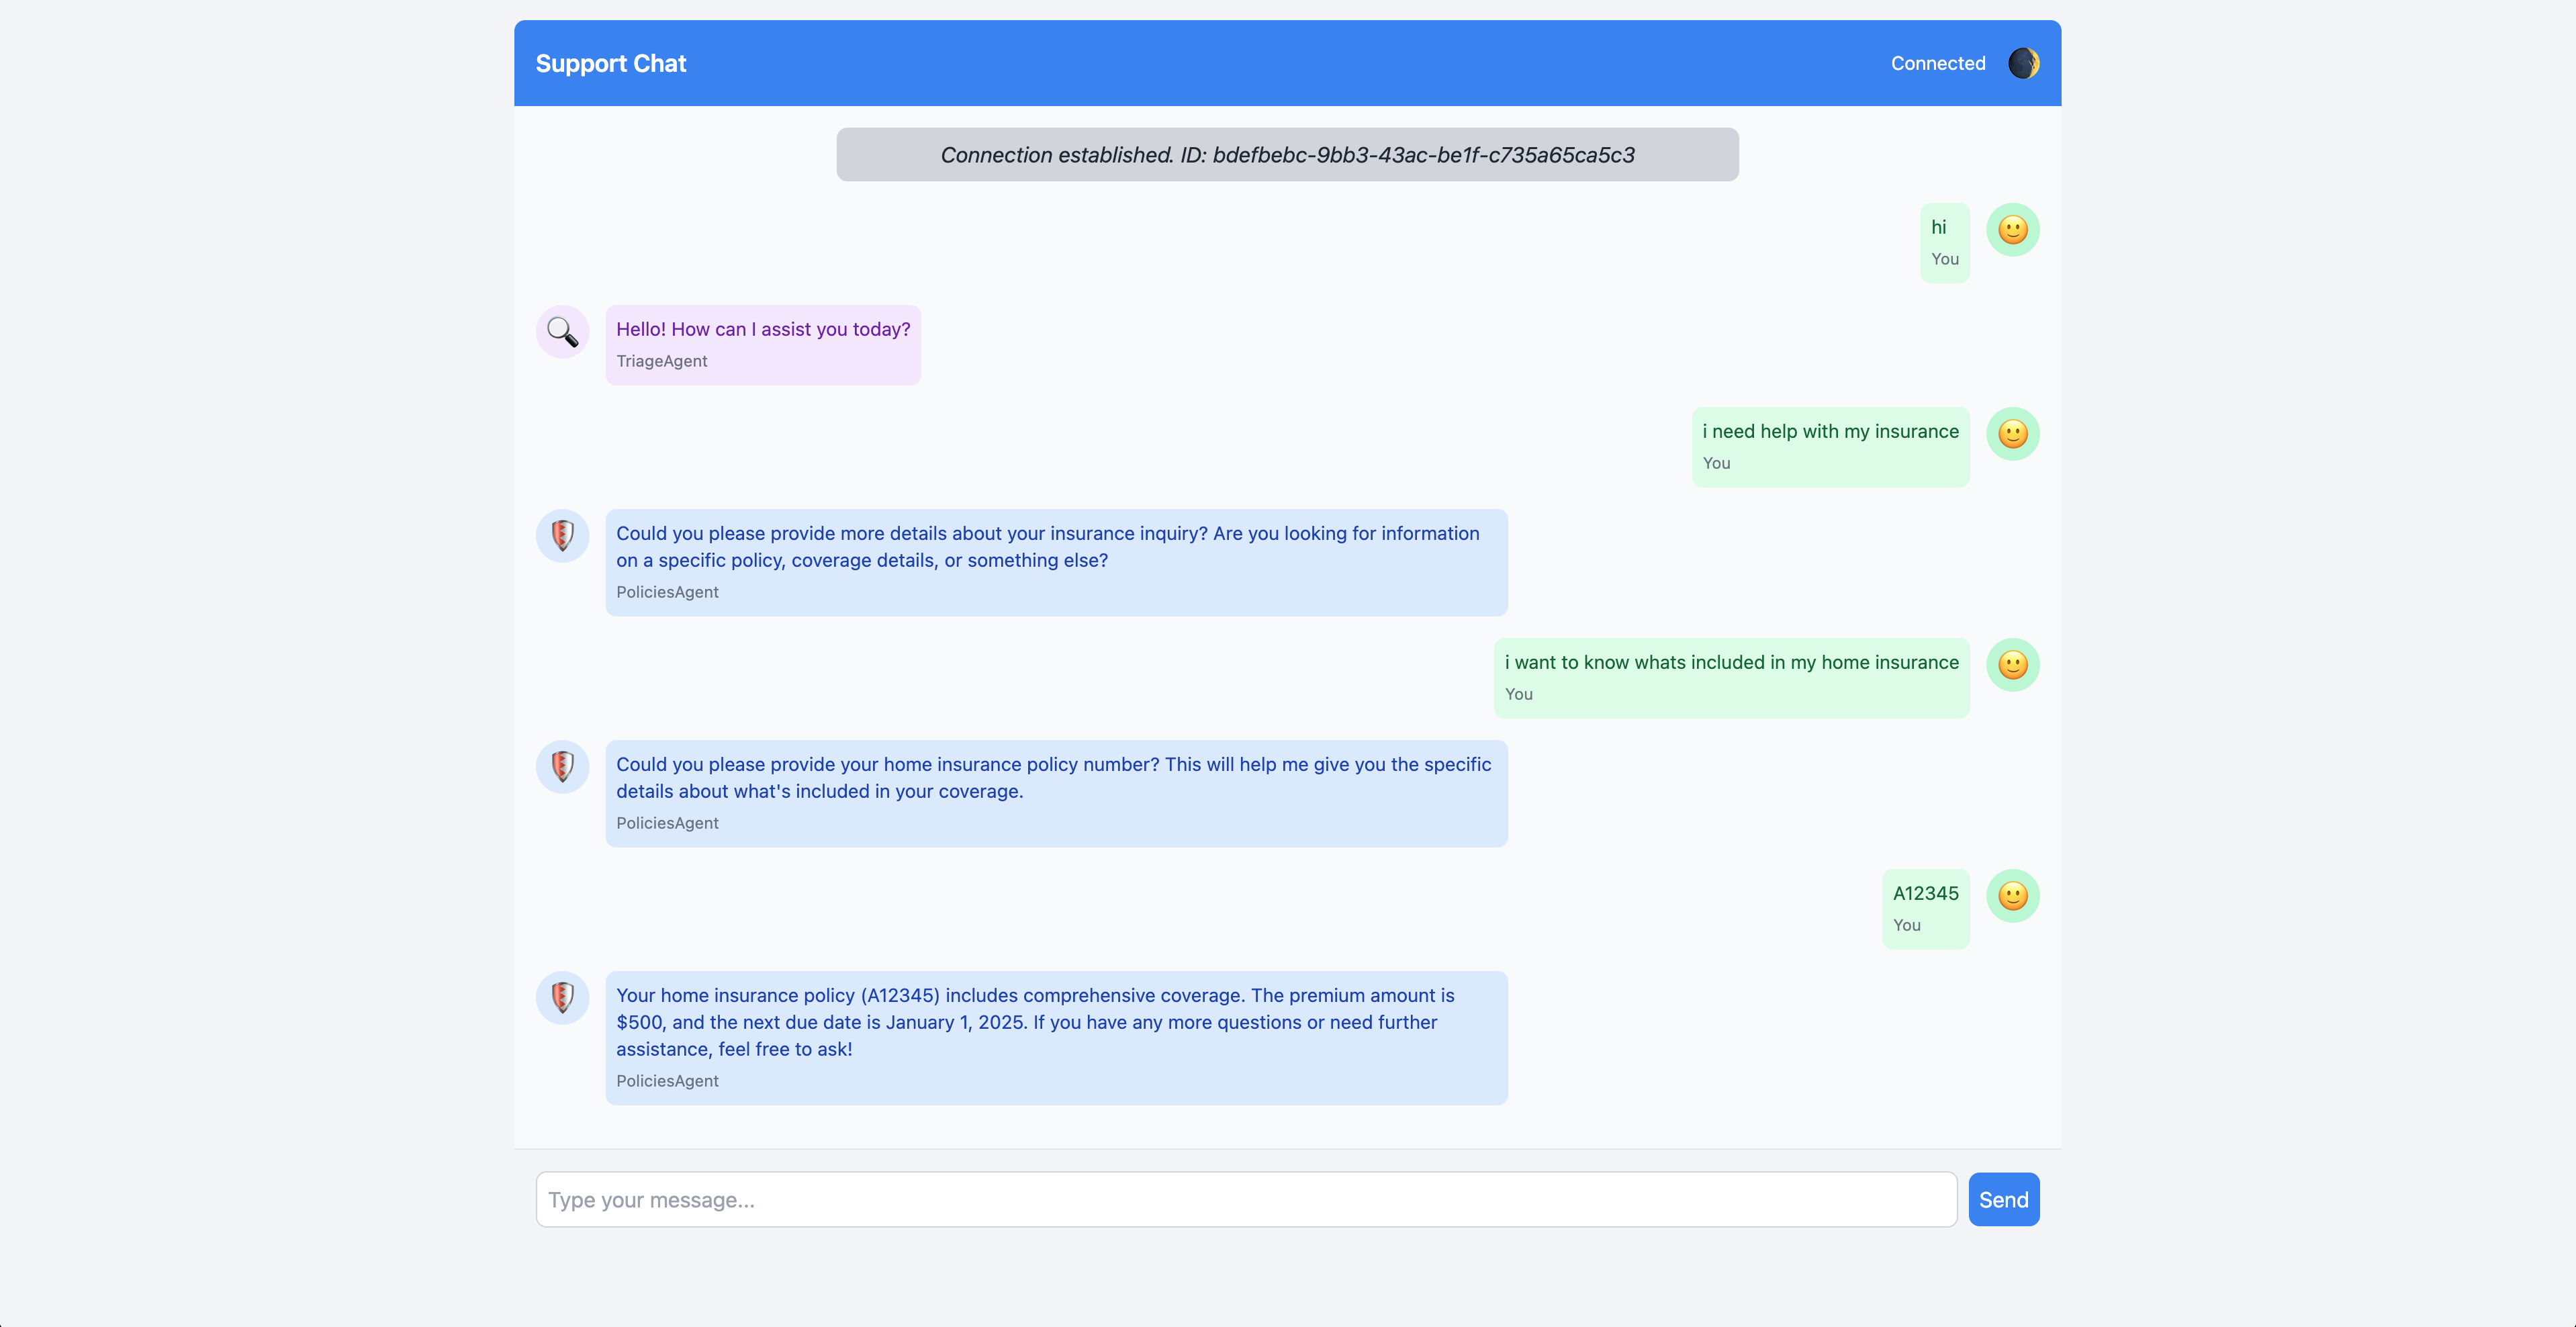 Support Chat
Connected
Connection established. ID: bdefbebc-9bb3-43ac-be1f-c735a65ca5c3
hi
You
Hello! How can I assist you today?
TriageAgent
i need help with my insurance
You
Could you please provide more details about your insurance inquiry? Are you looking for information
on a specific policy, coverage details, or something else?
PoliciesAgent
i want to know whats included in my home insurance
You
Could you please provide your home insurance policy number? This will help me give you the specific
details about what's included in your coverage.
PoliciesAgent
A12345
You
Your home insurance policy (A12345) includes comprehensive coverage. The premium amount is
$500, and the next due date is January 1, 2025. If you have any more questions or need further
assistance, feel free to ask!
PoliciesAgent
Type your message...
Send